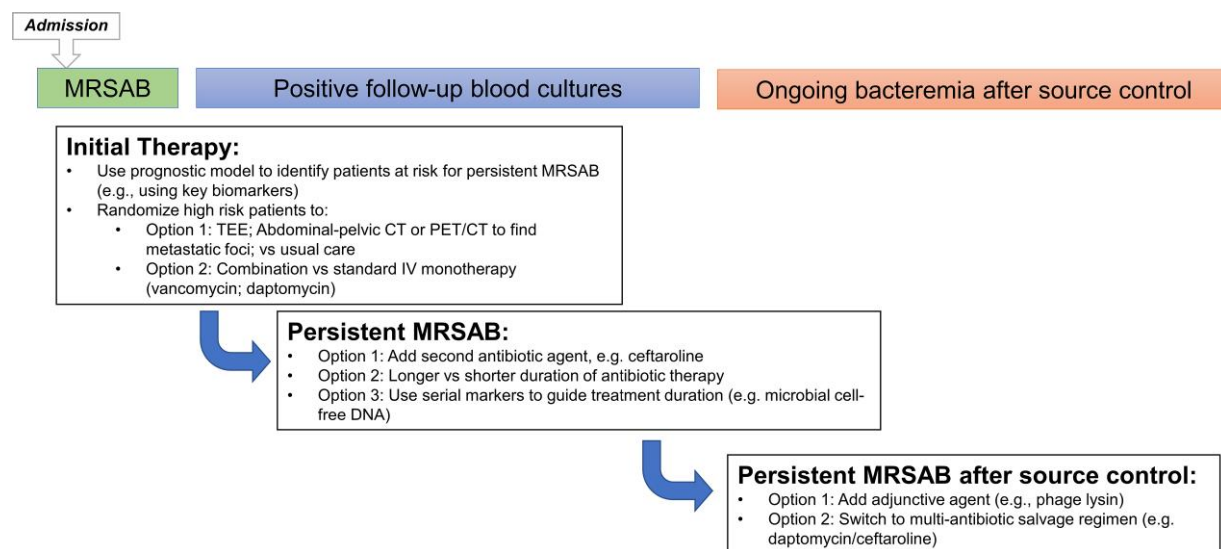 Admission
MRSAB
Positive follow-up blood cultures
Ongoing bacteremia after source control
Initial Therapy:
• Use prognostic model to identify patients at risk for persistent MRSAB
(e.g., using key biomarkers)
• Randomize high risk patients to:
• Option 1: TEE; Abdominal-pelvic CT or PET/CT to find
metastatic foci; vs usual care
• Option 2: Combination vs standard IV monotherapy
(vancomycin; daptomycin)
Persistent MRSAB:
• Option 1: Add second antibiotic agent, e.g. ceftaroline
• Option 2: Longer vs shorter duration of antibiotic therapy
• Option 3: Use serial markers to guide treatment duration (e.g. microbial cell-
free DNA)
Persistent MRSAB after source control:
• Option 1: Add adjunctive agent (e.g., phage lysin)
• Option 2: Switch to multi-antibiotic salvage regimen (e.g.
daptomycin/ceftaroline)